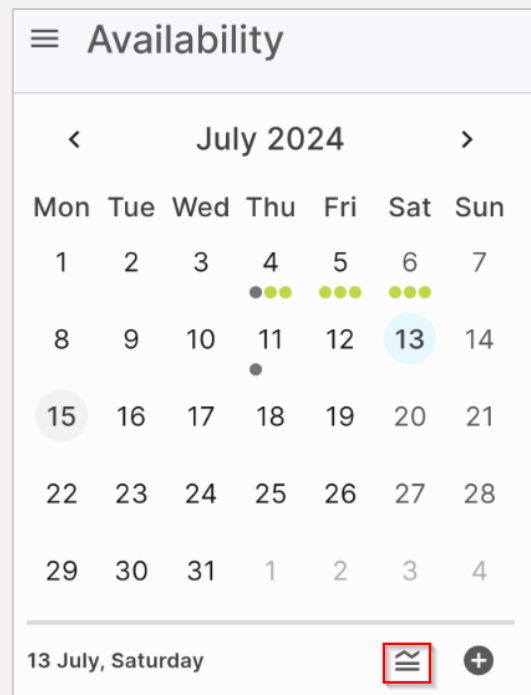 Availability
July 2024
Mon Tue Wed Thu Fri Sat Sun
1 2 3 4 5 6 7
8 9 10 11 12 13 14
15 16 17 18 19 20 21
22 23 24 25 26 27 28
29 30 31 1 2 3 4
13 July, Saturday